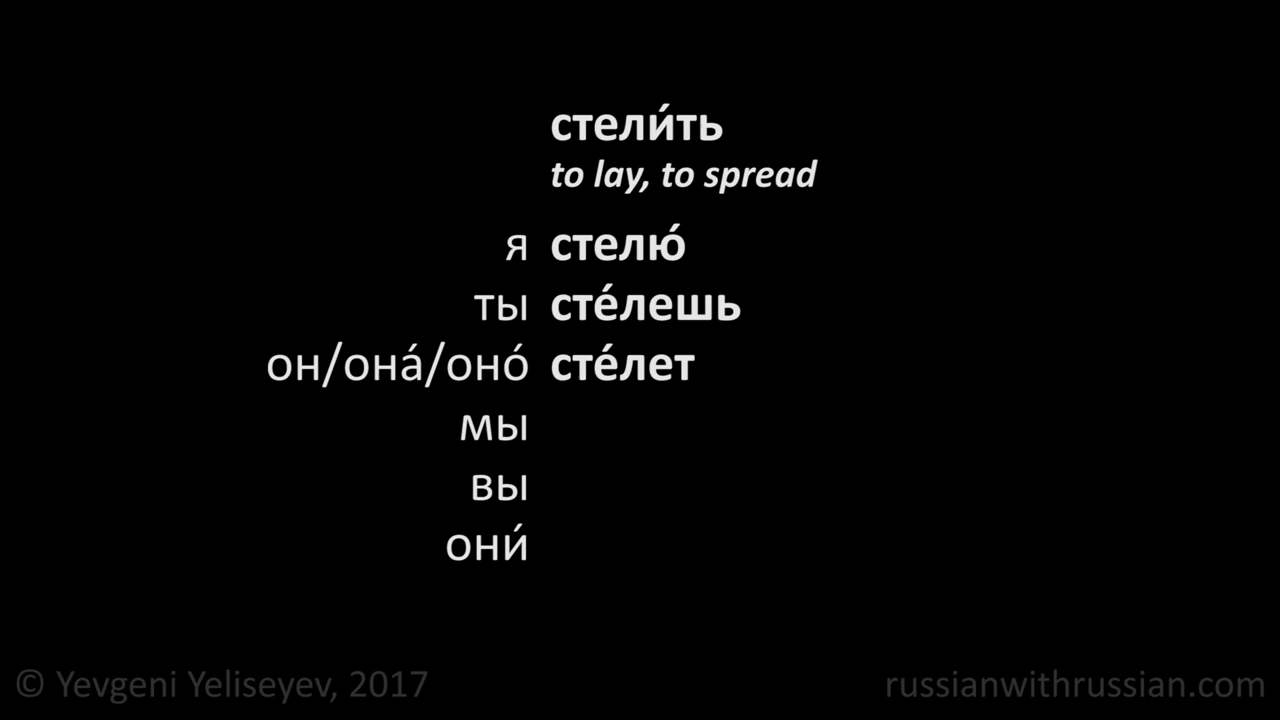 стели́ть
to lay, to spread
я стелю́
ты сте́лешь
он/она́/оно́ сте́лет
мы
вы
они́
© Yevgeni Yeliseyev, 2017
russianwithrussian.com